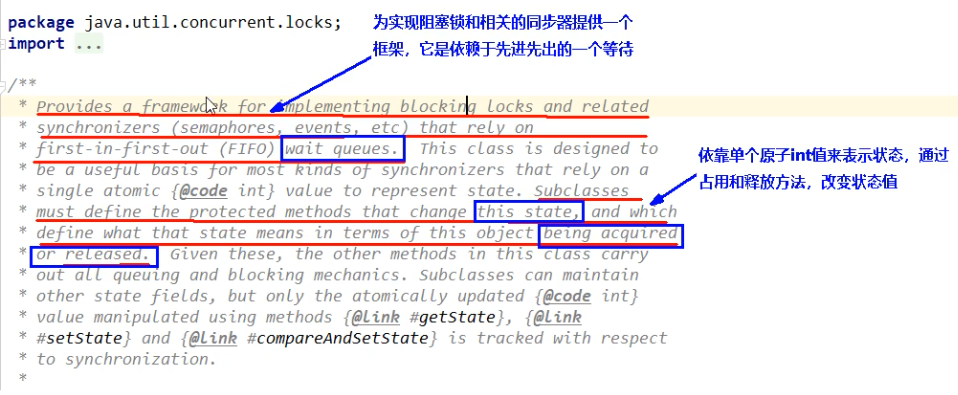 package java.util.concurrent.locks;
import ...
为实现阻塞锁和相关的同步器提供一个
框架，它是依赖于先进先出的一个等待
/**
* Provides a framework for implementing blocking locks and related
* synchronizers (semaphores, events, etc) that rely on
* first-in-first-out (FIFO) wait queues.  This class is designed to
* be a useful basis for most kinds of synchronizers that rely on a
* single atomic {@code int} value to represent state. Subclasses
* must define the protected methods that change this state, and which
* define what that state means in terms of this object being acquired
* or released.  Given these, the other methods in this class carry
* out all queuing and blocking mechanics. Subclasses can maintain
* other state fields, but only the atomically updated {@code int}
* value manipulated using methods {@link #getState}, {@link
* #setState} and {@link #compareAndSetState} is tracked with respect
* to synchronization.
*
依靠单个原子int值来表示状态，通过
占用和释放方法，改变状态值